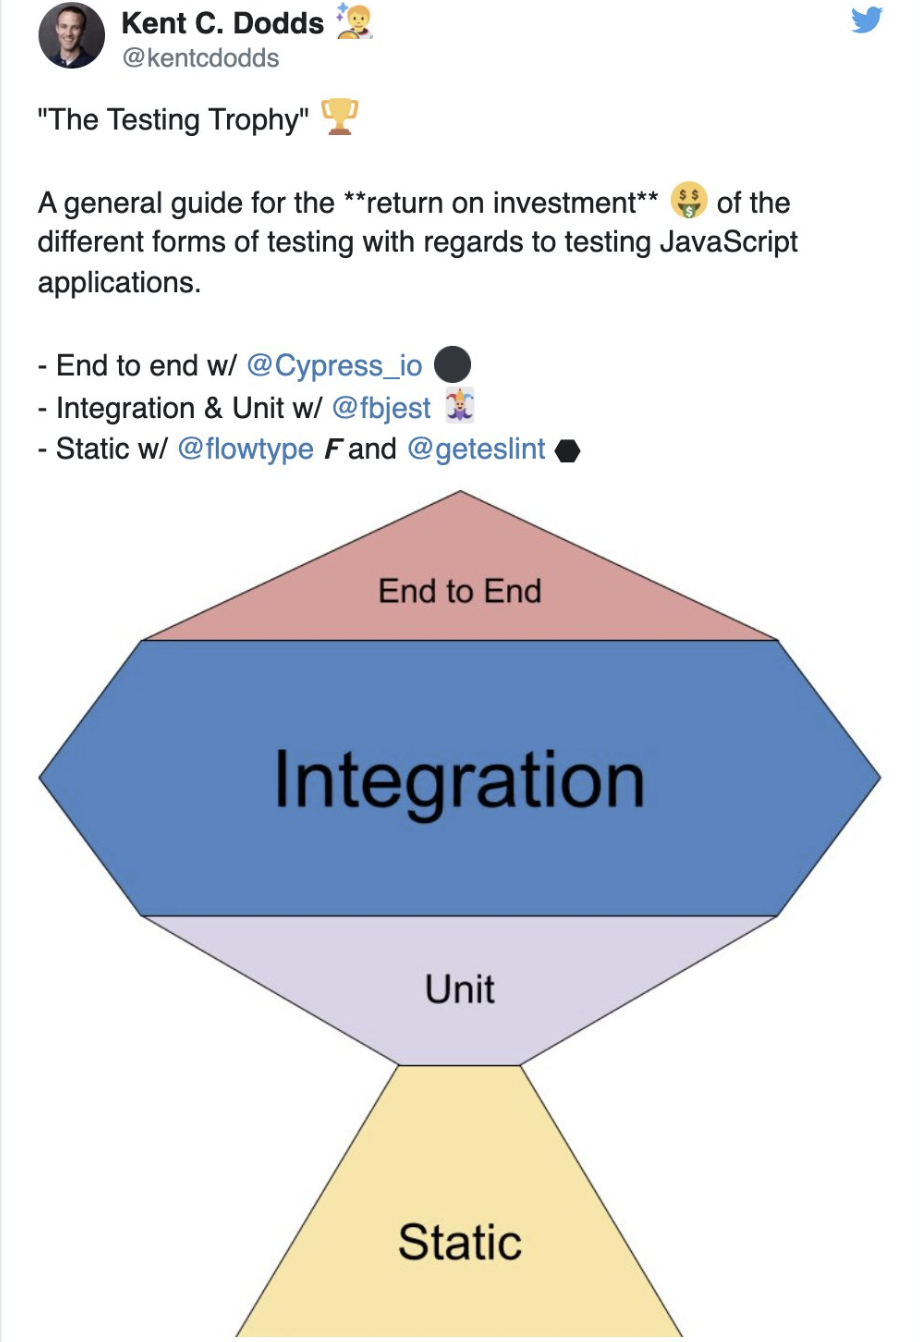 Kent C. Dodds
@kentcdodds
"The Testing Trophy" 🏆
A general guide for the **return on investment** 🤑 of the
different forms of testing with regards to testing JavaScript
applications.
- End to end w/ @Cypress_io ⚫
- Integration & Unit w/ @fbjest 🃏
- Static w/ @flowtype 𝙁 and @geteslint ⬣
End to End
Integration
Unit
Static